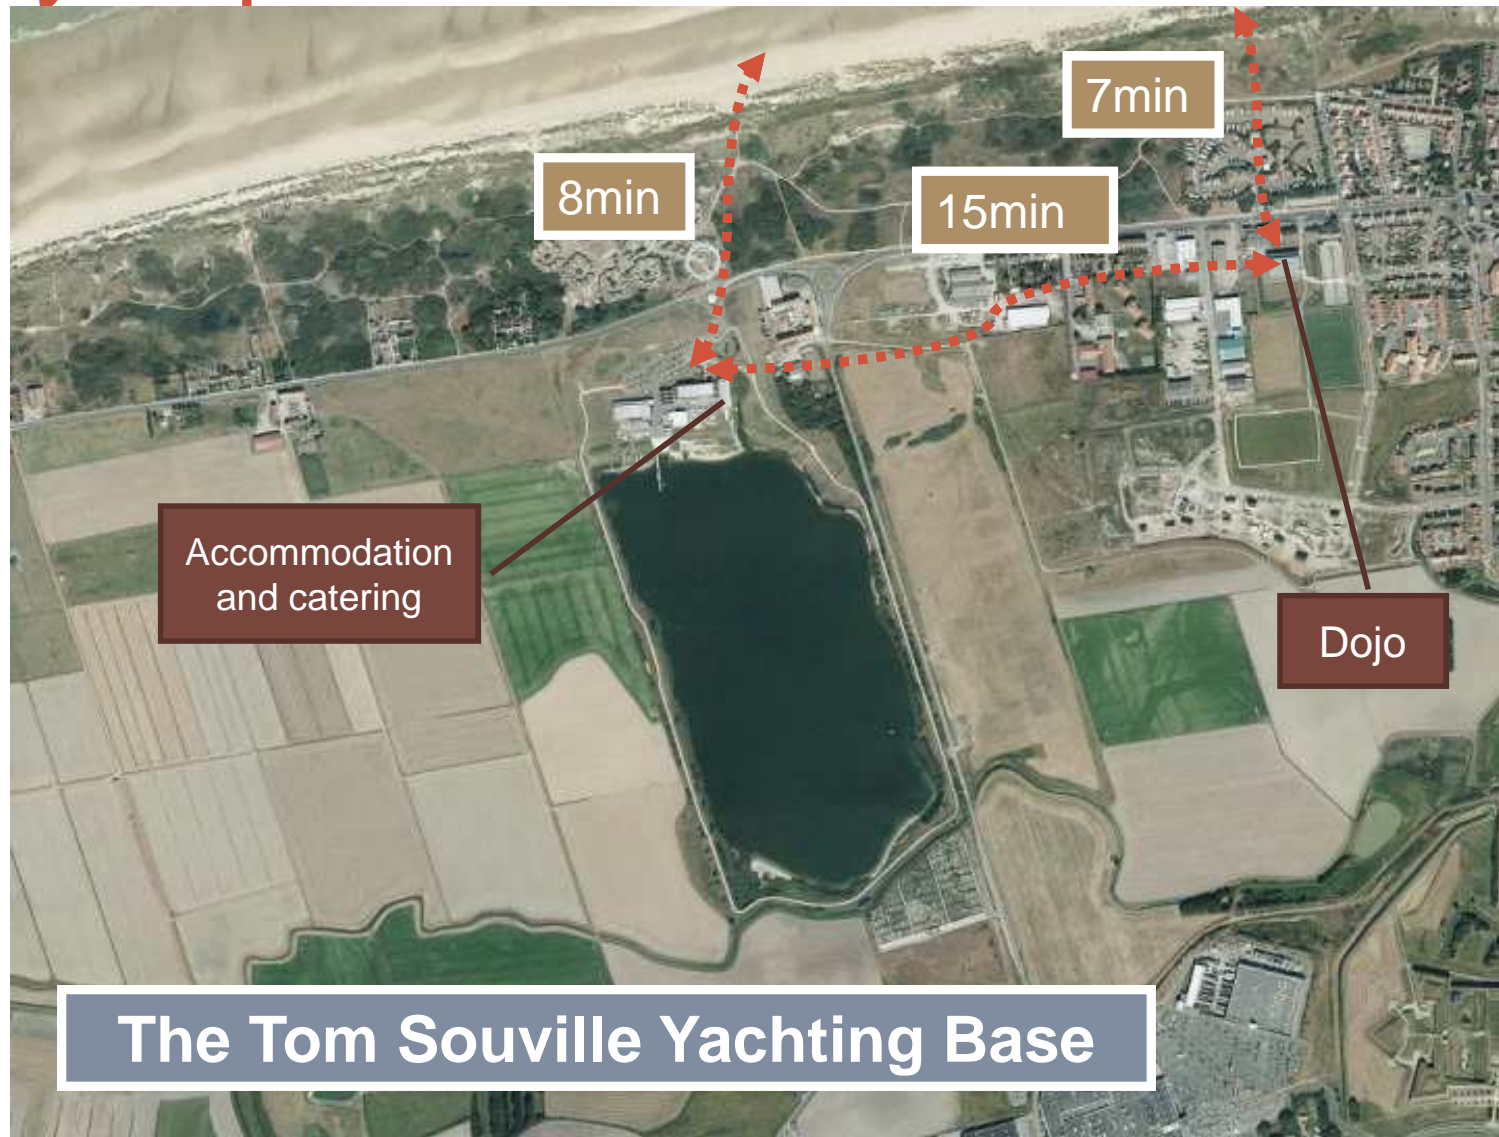 7min
8min
15min
Accommodation
and catering
Dojo
The Tom Souville Yachting Base